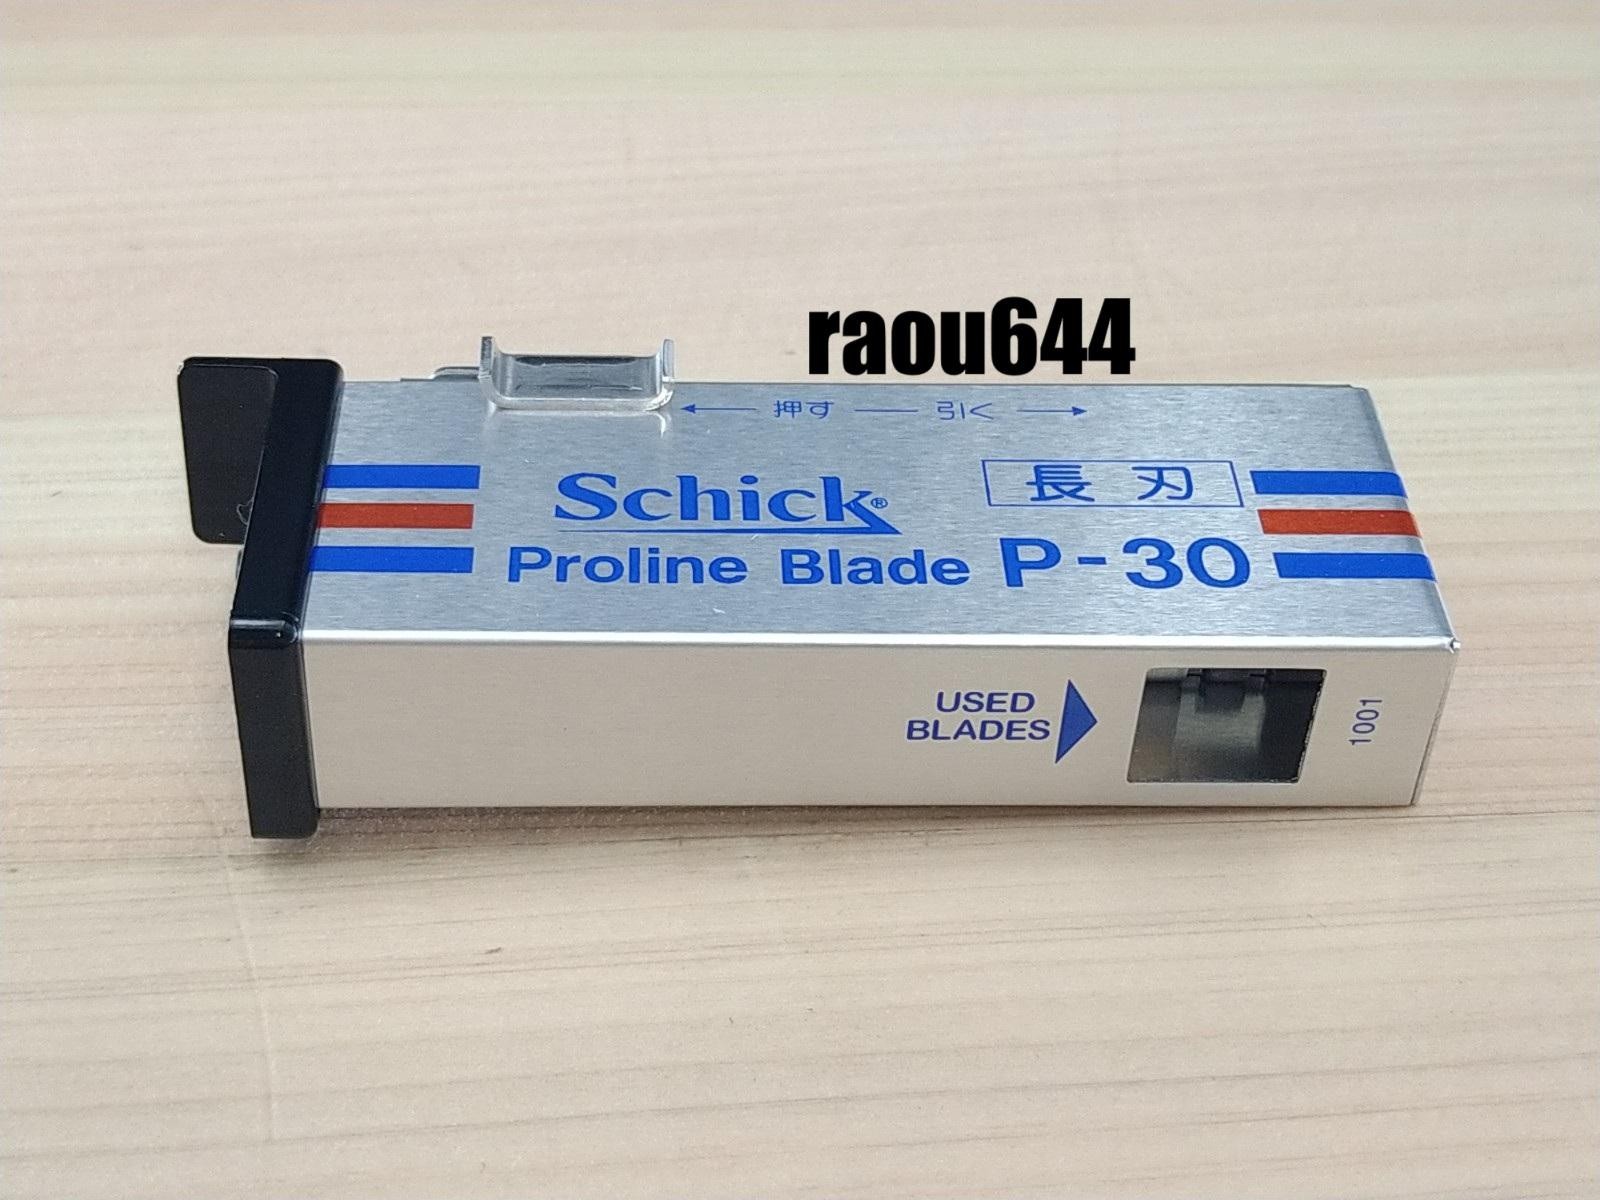 raou644
押す 引く
Schick®
長刃
Proline Blade P-30
USED
BLADES
1001